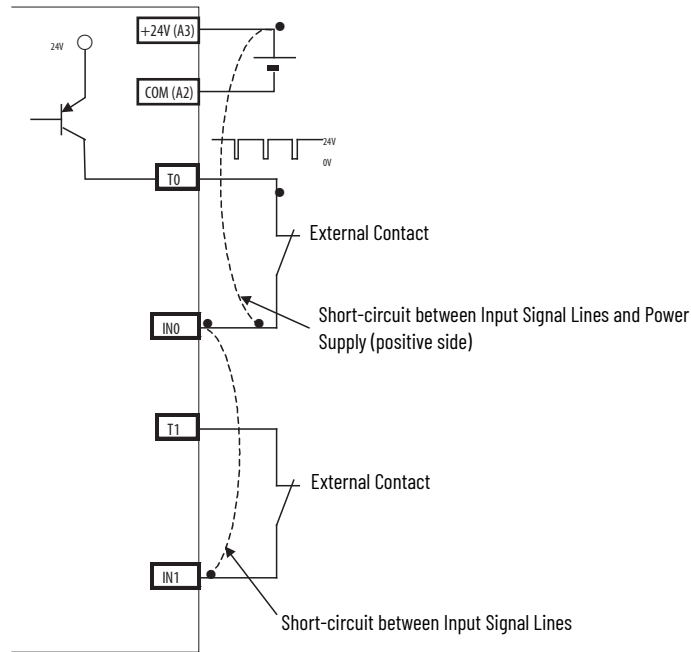 +24V (A3)
24V
COM (A2)
24V
0V
T0
External Contact
Short-circuit between Input Signal Lines and Power
Supply (positive side)
IN0
T1
External Contact
IN1
Short-circuit between Input Signal Lines